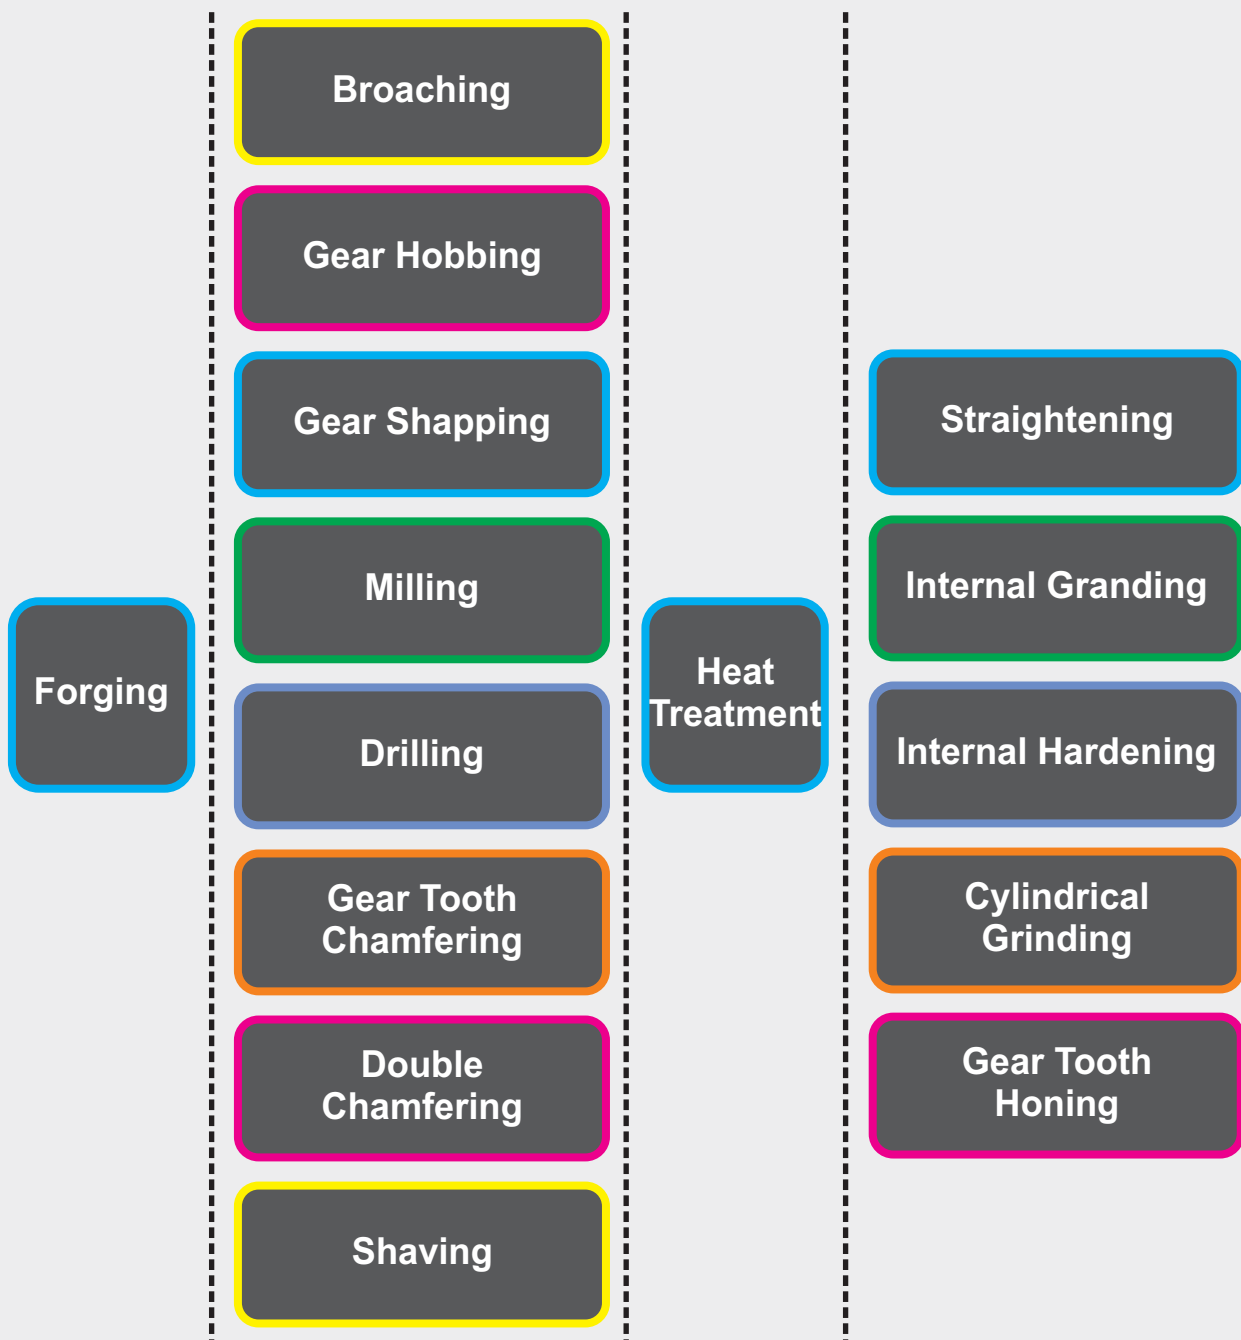 Forging
Broaching
Gear Hobbing
Gear Shapping
Milling
Drilling
Gear Tooth
Chamfering
Double
Chamfering
Shaving
Heat
Treatment
Straightening
Internal Granding
Internal Hardening
Cylindrical
Grinding
Gear Tooth
Honing